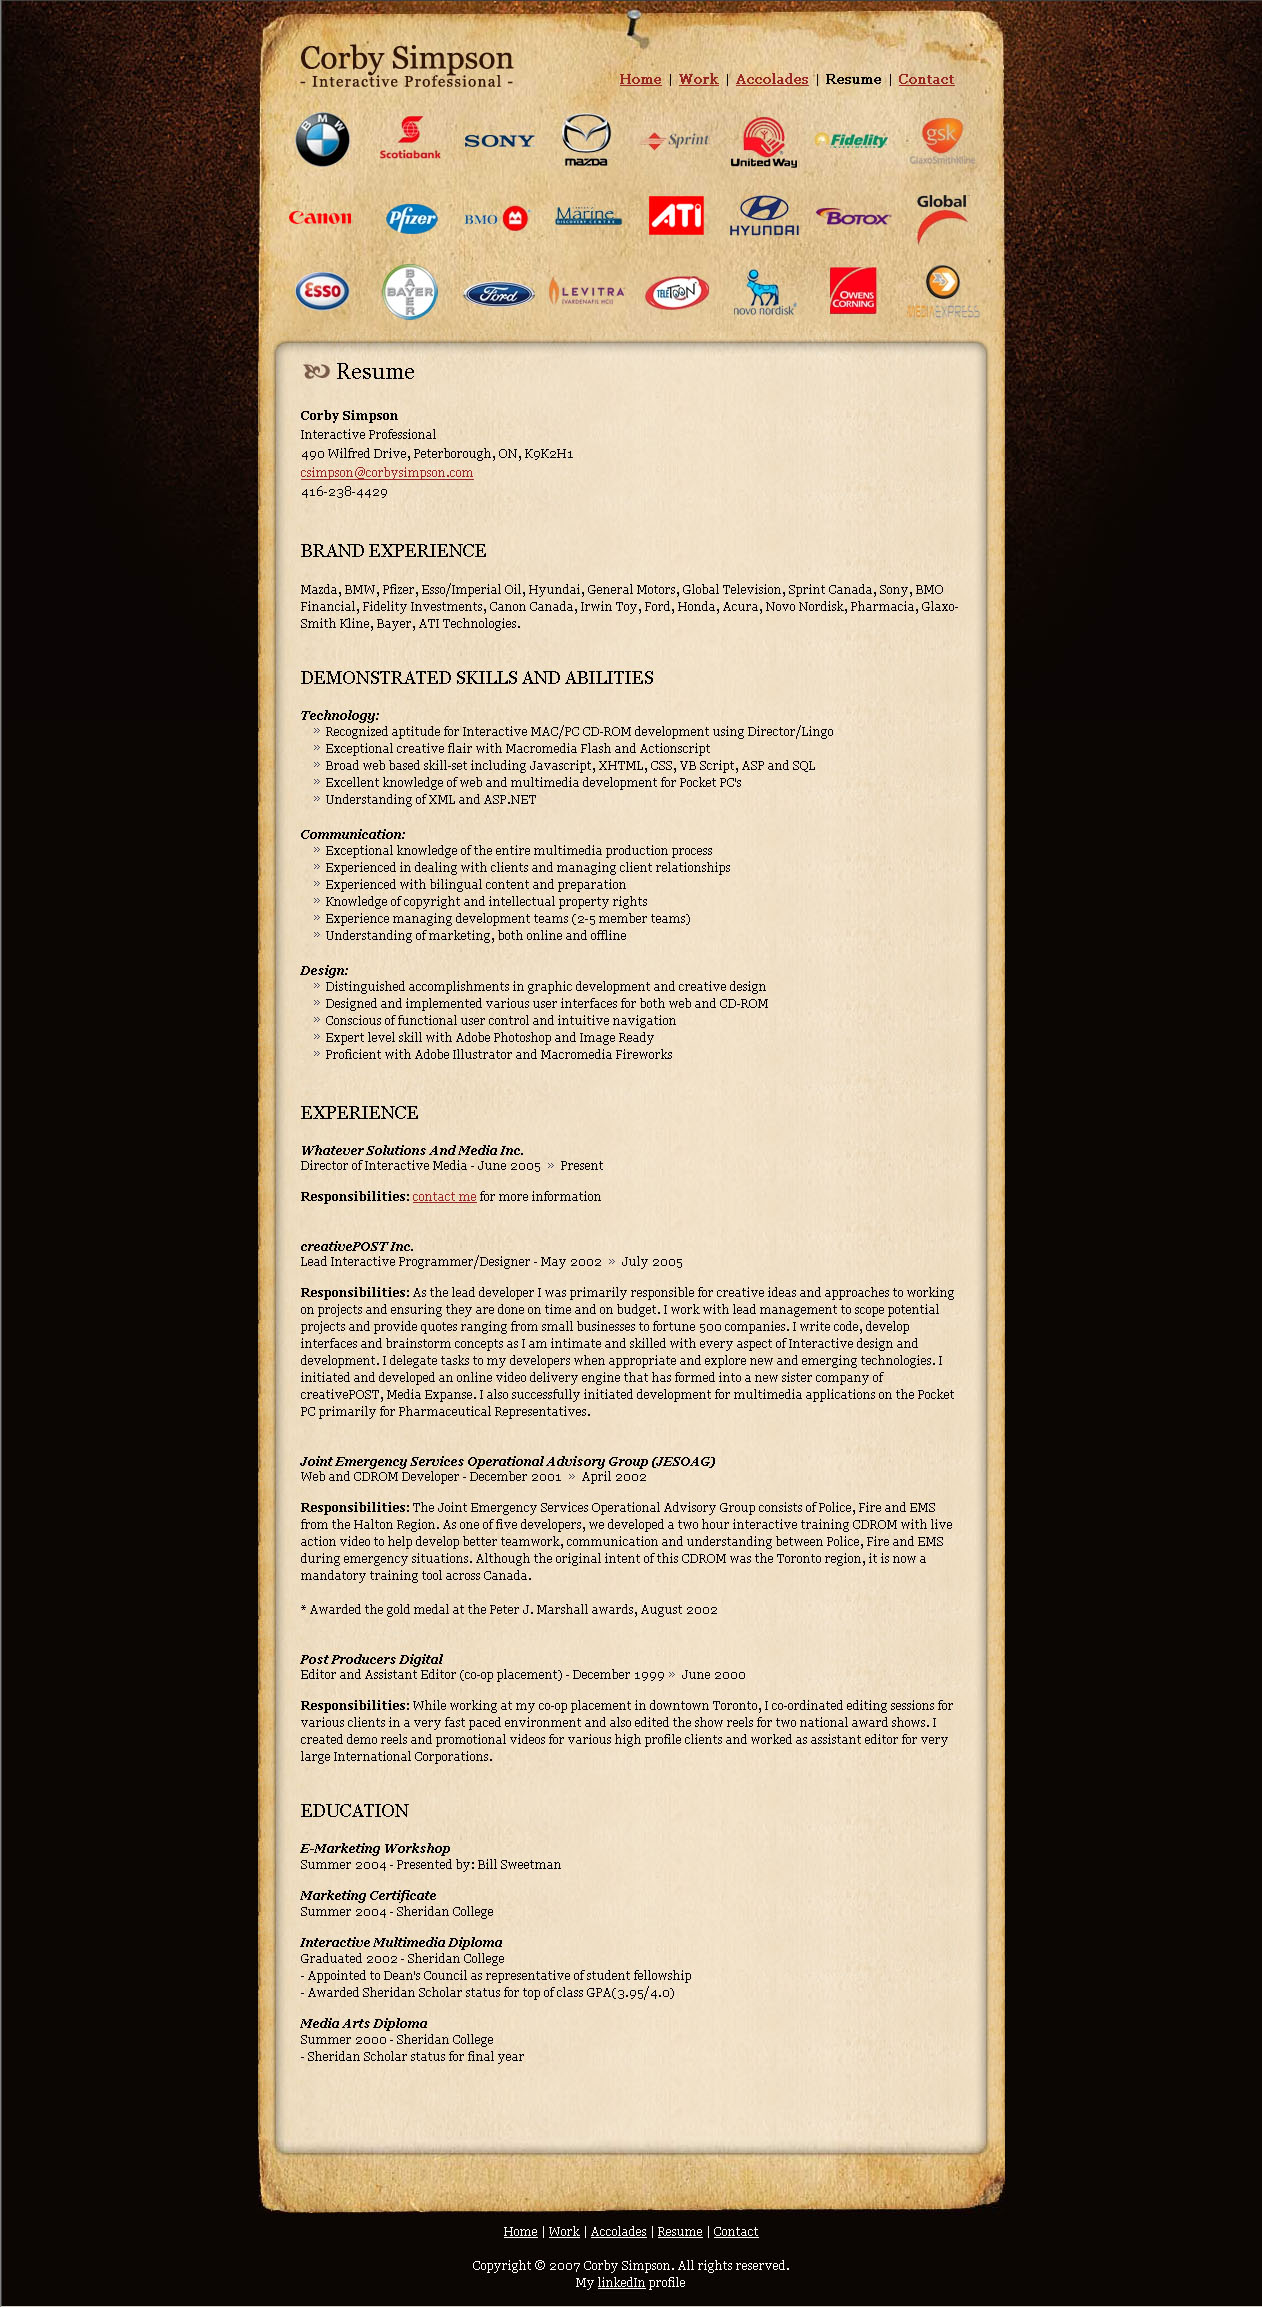 Corby Simpson
- Interactive Professional -
Home | Work | Accolades | Resume | Contact
BMW Scotiabank SONY mazda Sprint United Way Fidelity INVESTMENTS gsk GlaxoSmithKline
Canon Pfizer BMO Marine DISCOVERY CENTRE ATI HYUNDAI BOTOX Global
Esso BAYER BAYER Ford LEVITRA (VARDENAFIL HCl) TELETOON novo nordisk OWENS CORNING MEDIAEXPRESS
Resume
Corby Simpson
Interactive Professional
490 Wilfred Drive, Peterborough, ON, K9K2H1
csimpson@corbysimpson.com
416-238-4429
BRAND EXPERIENCE
Mazda, BMW, Pfizer, Esso/Imperial Oil, Hyundai, General Motors, Global Television, Sprint Canada, Sony, BMO
Financial, Fidelity Investments, Canon Canada, Irwin Toy, Ford, Honda, Acura, Novo Nordisk, Pharmacia, Glaxo-
Smith Kline, Bayer, ATI Technologies.
DEMONSTRATED SKILLS AND ABILITIES
Technology:
» Recognized aptitude for Interactive MAC/PC CD-ROM development using Director/Lingo
» Exceptional creative flair with Macromedia Flash and Actionscript
» Broad web based skill-set including Javascript, XHTML, CSS, VB Script, ASP and SQL
» Excellent knowledge of web and multimedia development for Pocket PC's
» Understanding of XML and ASP.NET
Communication:
» Exceptional knowledge of the entire multimedia production process
» Experienced in dealing with clients and managing client relationships
» Experienced with bilingual content and preparation
» Knowledge of copyright and intellectual property rights
» Experience managing development teams (2-5 member teams)
» Understanding of marketing, both online and offline
Design:
» Distinguished accomplishments in graphic development and creative design
» Designed and implemented various user interfaces for both web and CD-ROM
» Conscious of functional user control and intuitive navigation
» Expert level skill with Adobe Photoshop and Image Ready
» Proficient with Adobe Illustrator and Macromedia Fireworks
EXPERIENCE
Whatever Solutions And Media Inc.
Director of Interactive Media - June 2005 » Present
Responsibilities: contact me for more information
creativePOST Inc.
Lead Interactive Programmer/Designer - May 2002 » July 2005
Responsibilities: As the lead developer I was primarily responsible for creative ideas and approaches to working
on projects and ensuring they are done on time and on budget. I work with lead management to scope potential
projects and provide quotes ranging from small businesses to fortune 500 companies. I write code, develop
interfaces and brainstorm concepts as I am intimate and skilled with every aspect of Interactive design and
development. I delegate tasks to my developers when appropriate and explore new and emerging technologies. I
initiated and developed an online video delivery engine that has formed into a new sister company of
creativePOST, Media Expanse. I also successfully initiated development for multimedia applications on the Pocket
PC primarily for Pharmaceutical Representatives.
Joint Emergency Services Operational Advisory Group (JESOAG)
Web and CDROM Developer - December 2001 » April 2002
Responsibilities: The Joint Emergency Services Operational Advisory Group consists of Police, Fire and EMS
from the Halton Region. As one of five developers, we developed a two hour interactive training CDROM with live
action video to help develop better teamwork, communication and understanding between Police, Fire and EMS
during emergency situations. Although the original intent of this CDROM was the Toronto region, it is now a
mandatory training tool across Canada.
* Awarded the gold medal at the Peter J. Marshall awards, August 2002
Post Producers Digital
Editor and Assistant Editor (co-op placement) - December 1999 » June 2000
Responsibilities: While working at my co-op placement in downtown Toronto, I co-ordinated editing sessions for
various clients in a very fast paced environment and also edited the show reels for two national award shows. I
created demo reels and promotional videos for various high profile clients and worked as assistant editor for very
large International Corporations.
EDUCATION
E-Marketing Workshop
Summer 2004 - Presented by: Bill Sweetman
Marketing Certificate
Summer 2004 - Sheridan College
Interactive Multimedia Diploma
Graduated 2002 - Sheridan College
- Appointed to Dean's Council as representative of student fellowship
- Awarded Sheridan Scholar status for top of class GPA(3.95/4.0)
Media Arts Diploma
Summer 2000 - Sheridan College
- Sheridan Scholar status for final year
Home | Work | Accolades | Resume | Contact
Copyright © 2007 Corby Simpson. All rights reserved.
My linkedIn profile